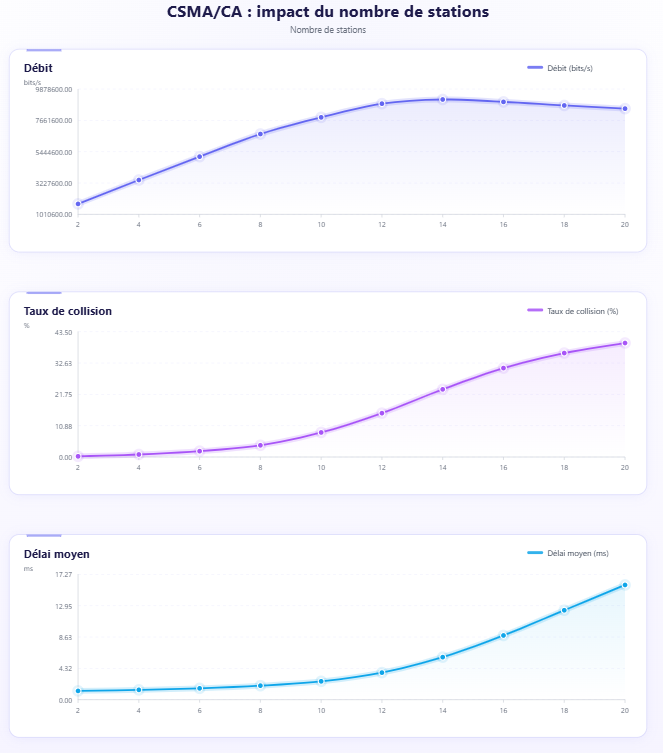 CSMA/CA : impact du nombre de stations
Nombre de stations
Débit
Débit (bits/s)
bits/s
9878600.00
7661600.00
5444600.00
3227600.00
1010600.00
2 4 6 8 10 12 14 16 18 20
Taux de collision
Taux de collision (%)
%
43.50
32.63
21.75
10.88
0.00
2 4 6 8 10 12 14 16 18 20
Délai moyen
Délai moyen (ms)
ms
17.27
12.95
8.63
4.32
0.00
2 4 6 8 10 12 14 16 18 20